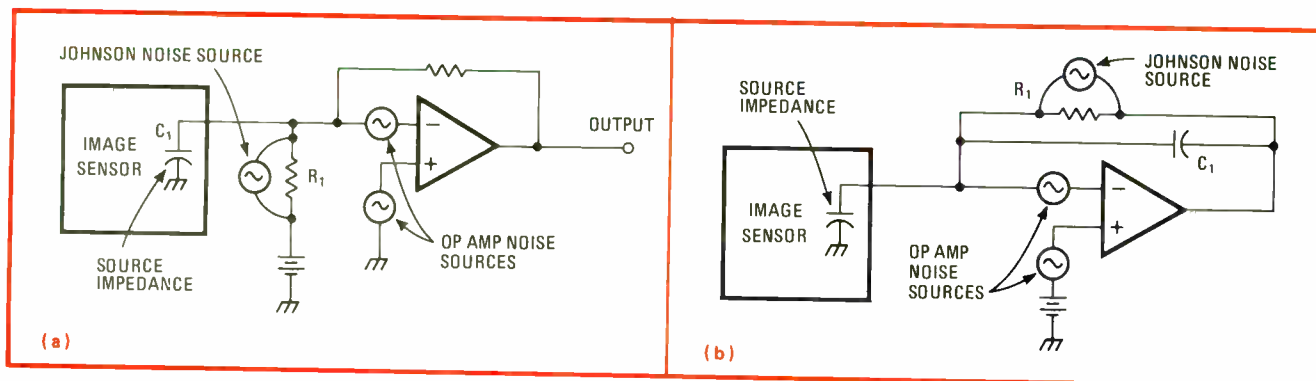 JOHNSON NOISE SOURCE
C1
IMAGE
SENSOR
R1
SOURCE
IMPEDANCE
−
+
OUTPUT
OP AMP NOISE
SOURCES
(a)
JOHNSON NOISE
SOURCE
R1
SOURCE
IMPEDANCE
C1
IMAGE
SENSOR
−
+
OP AMP
NOISE
SOURCES
(b)